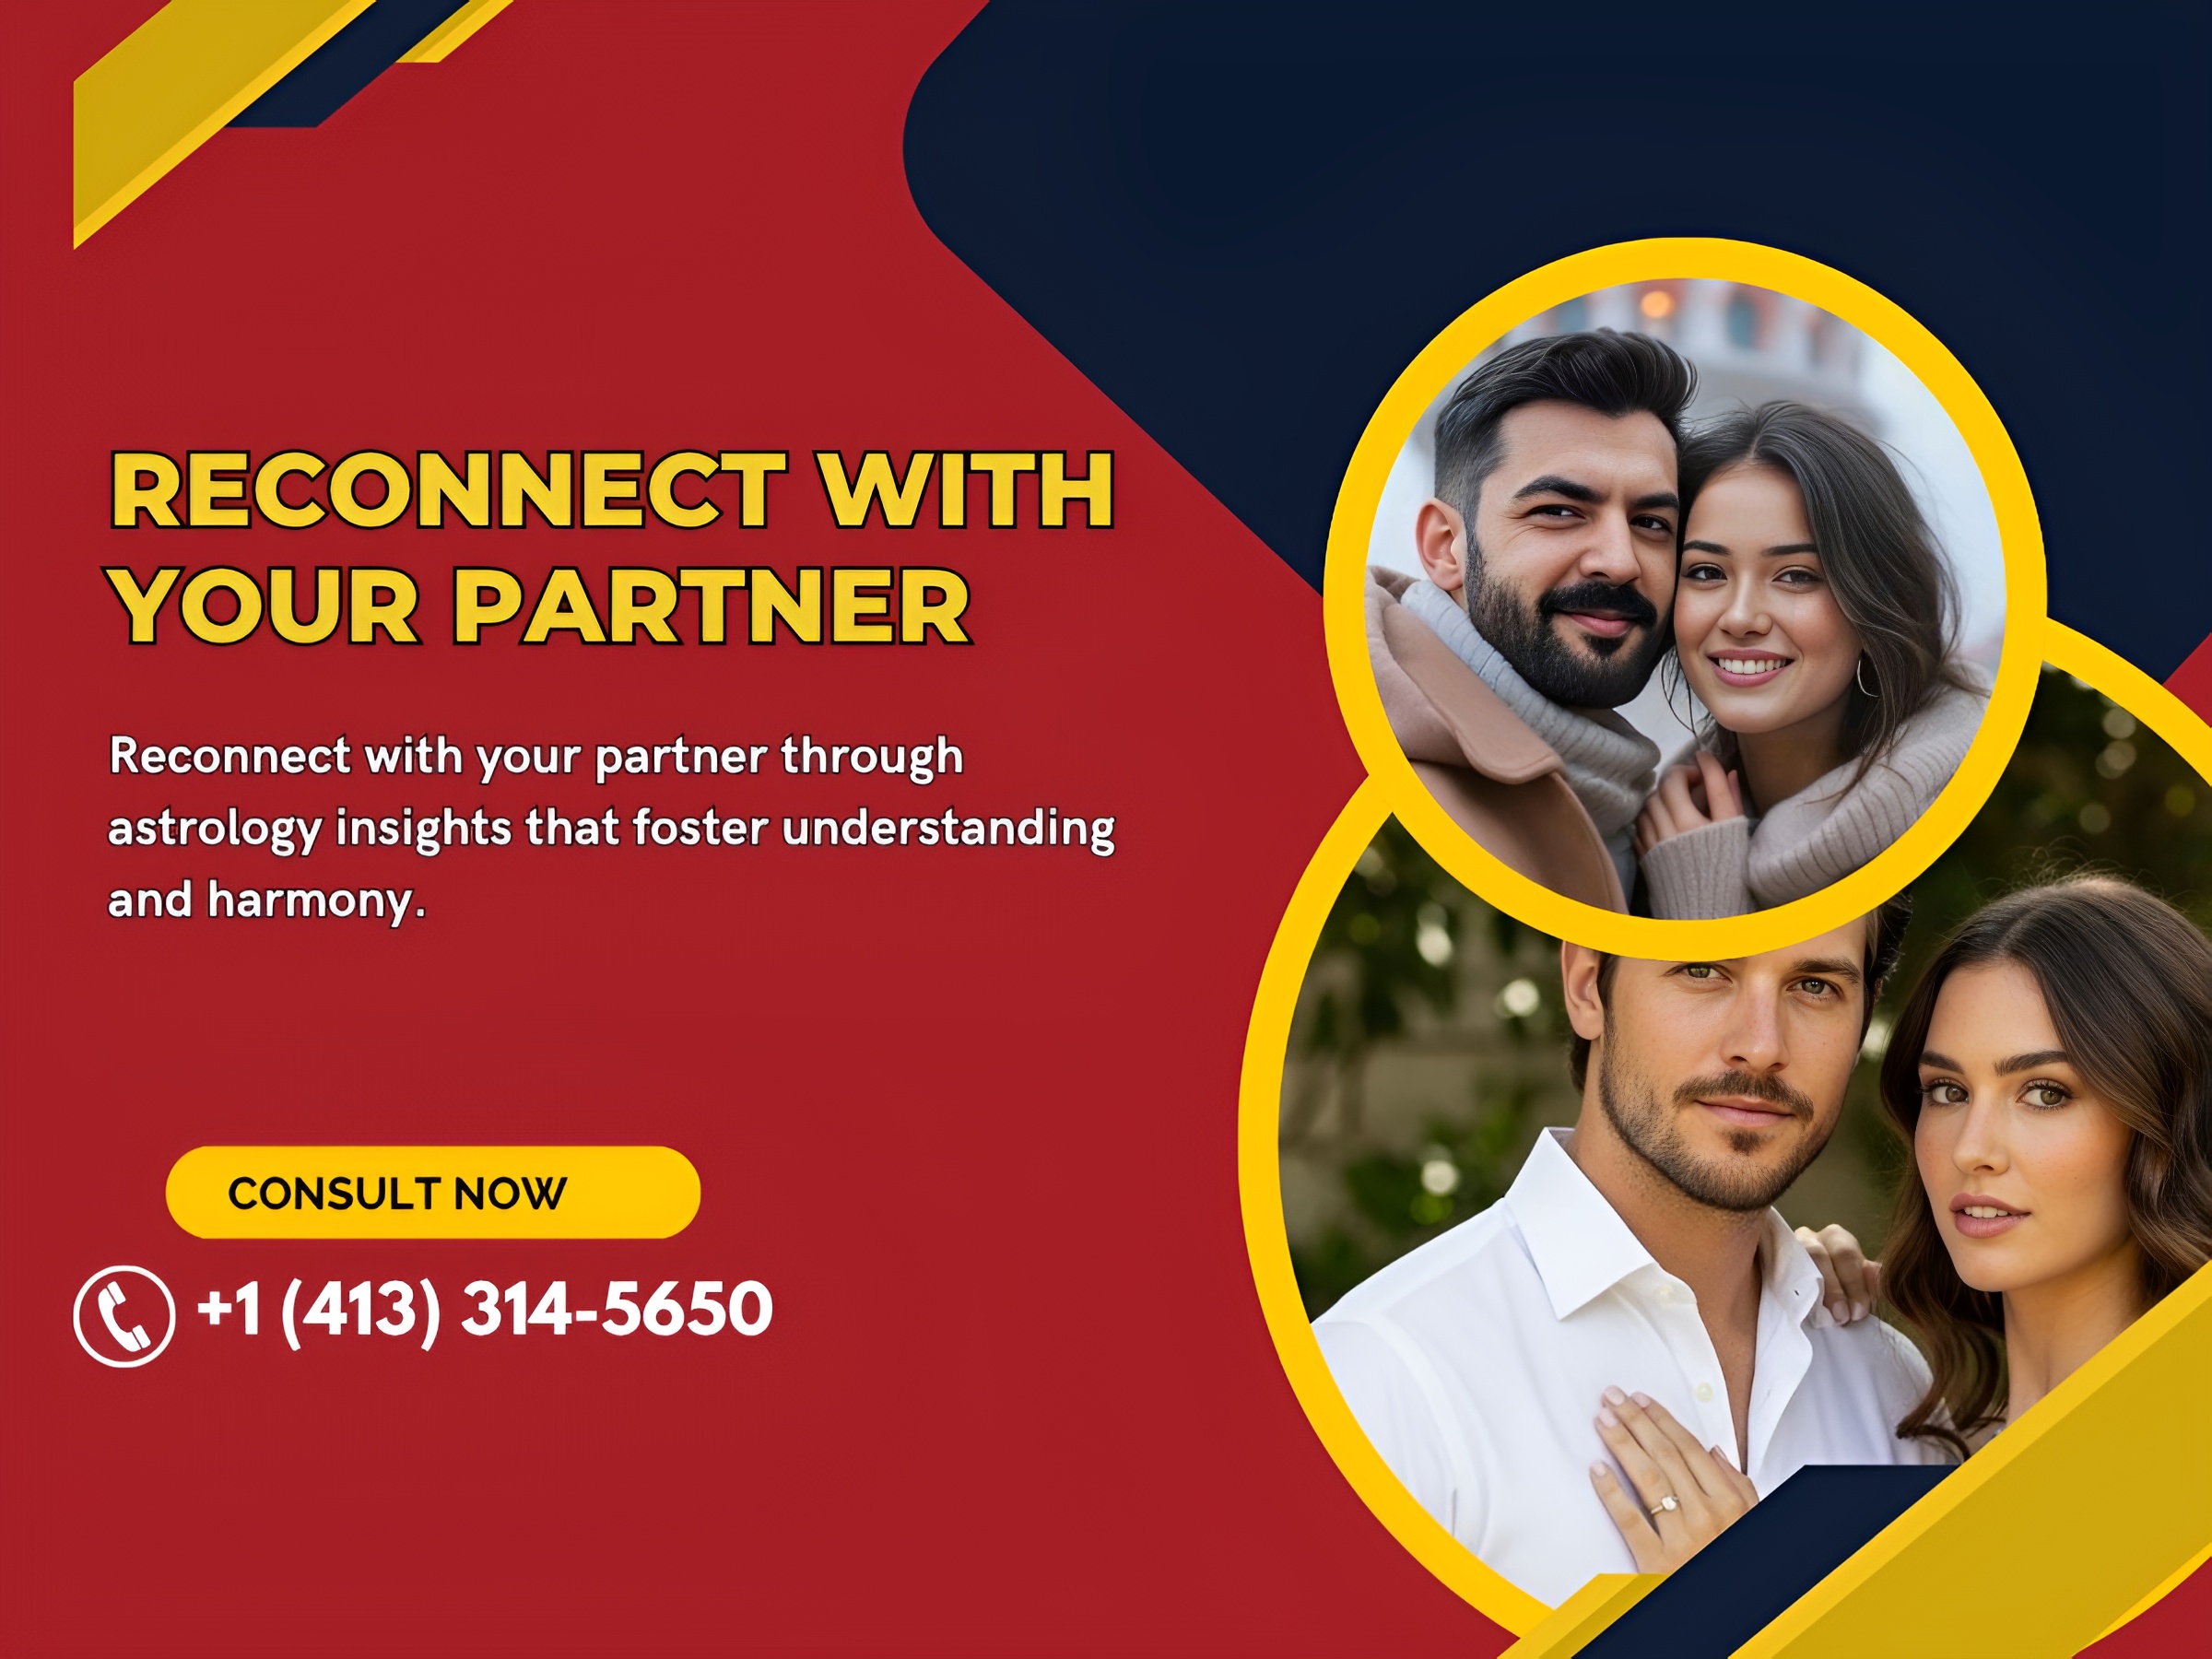 RECONNECT WITH
YOUR PARTNER
Reconnect with your partner through
astrology insights that foster understanding
and harmony.
CONSULT NOW
+1 (413) 314-5650